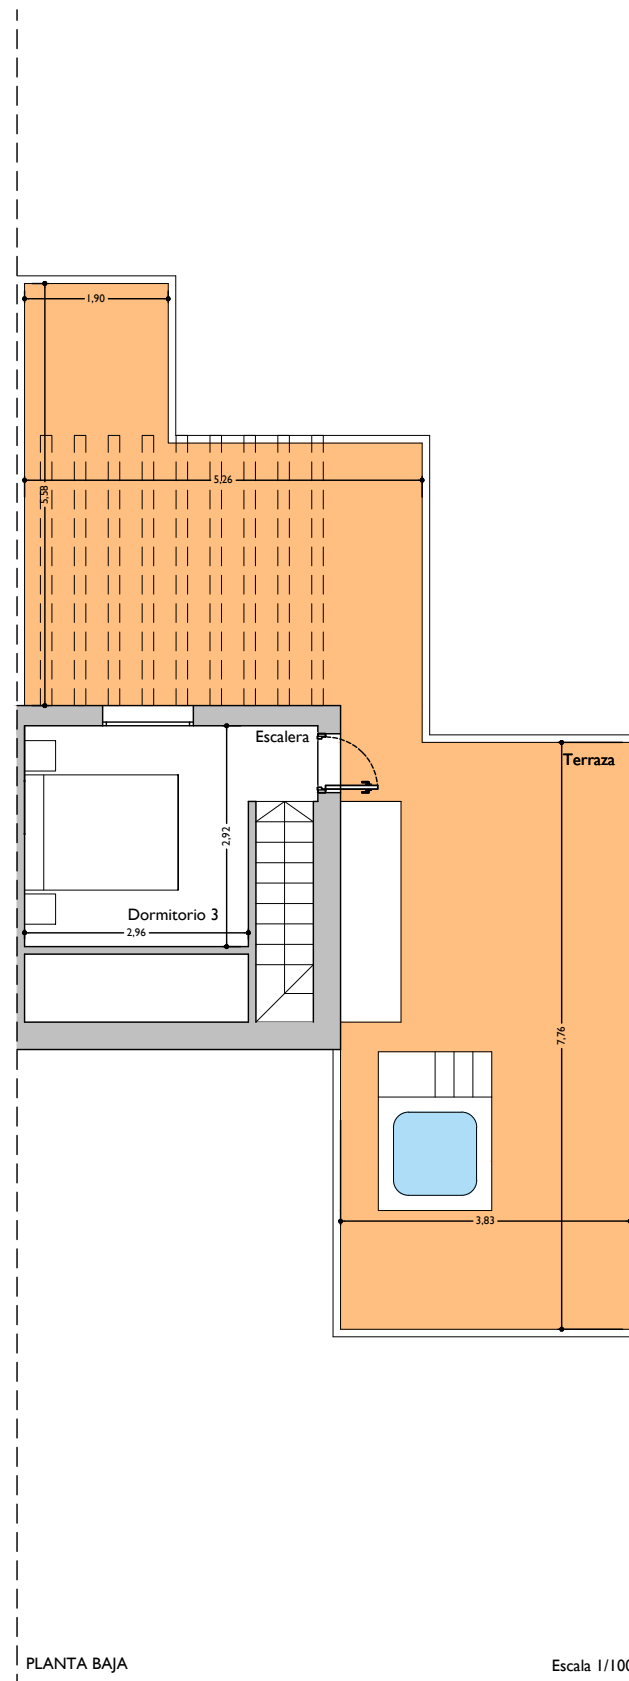 1,90
5,26
5,58
Escalera
Terraza
2,92
Dormitorio 3
2,96
7,76
3,83
PLANTA BAJA
Escala 1/100